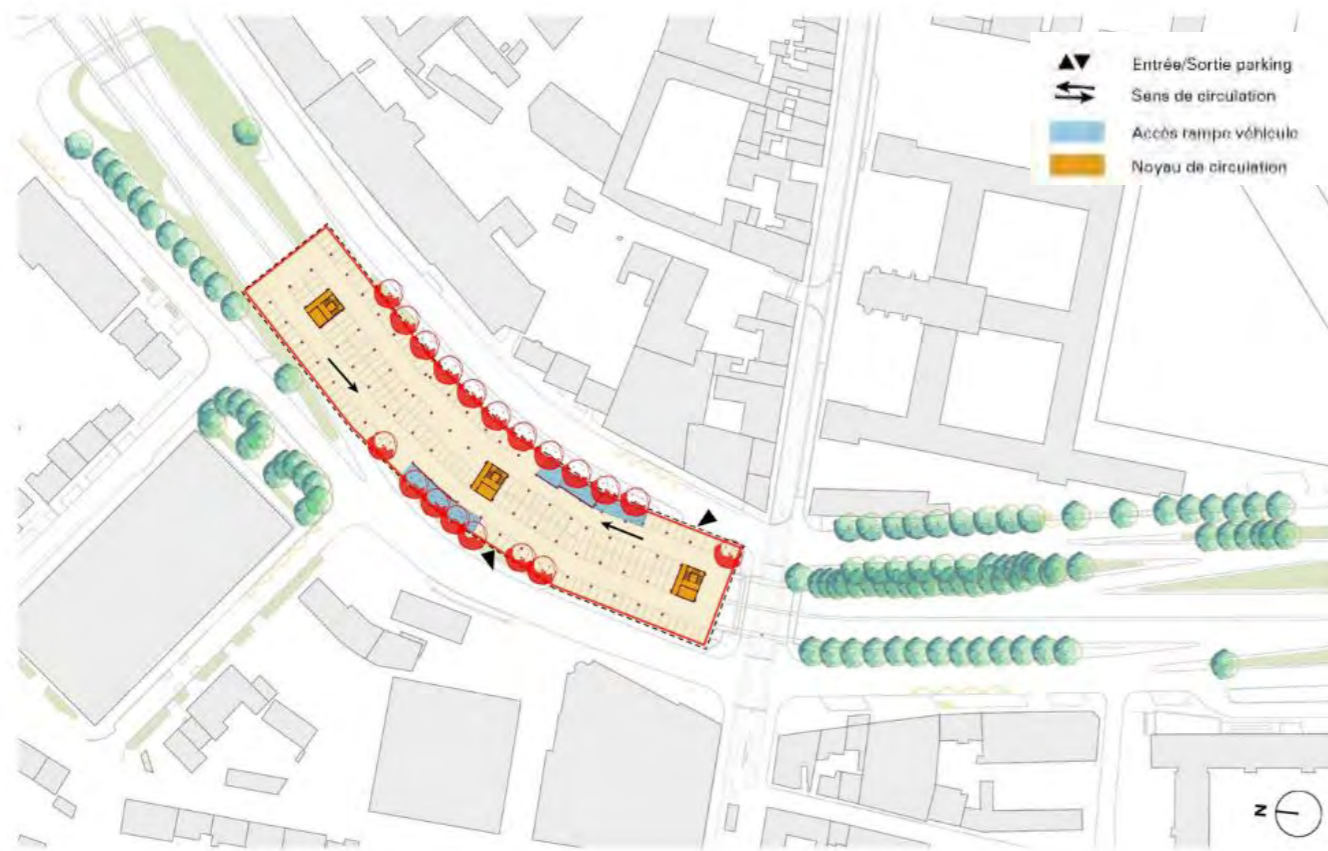 Entrée/Sortie parking
Sens de circulation
Accès rampe véhicule
Noyau de circulation
N